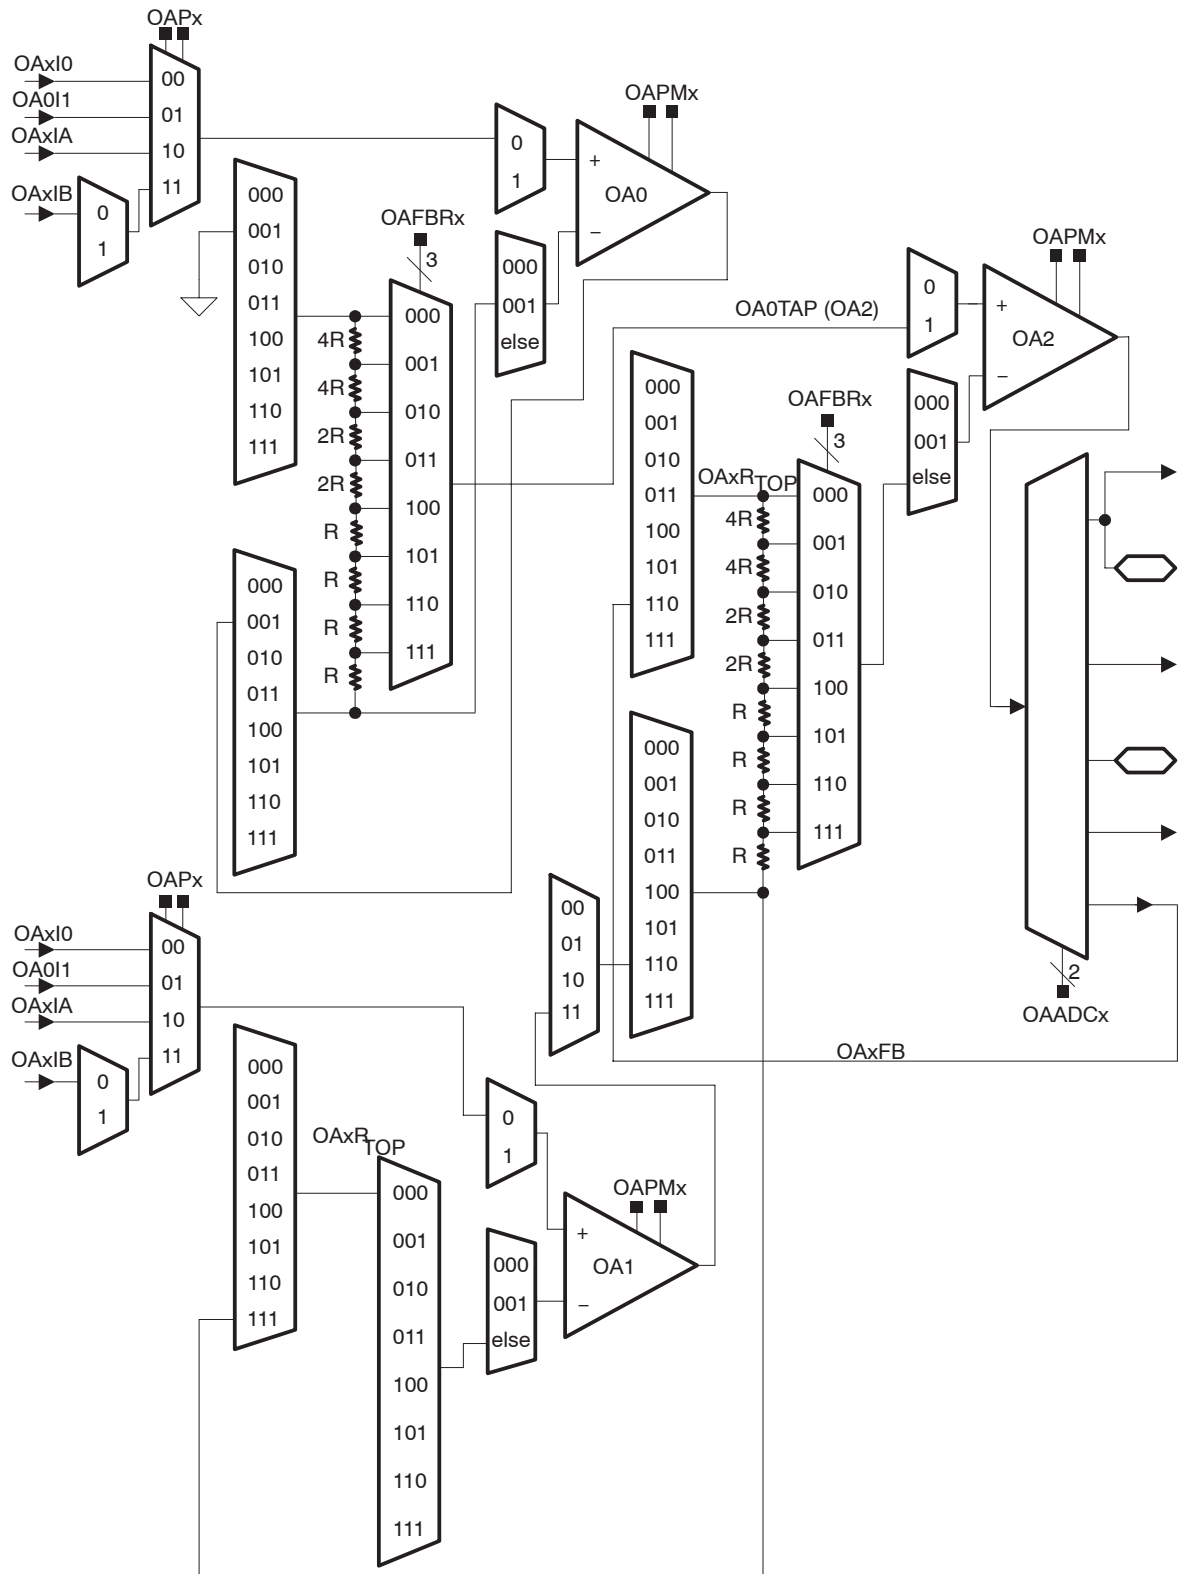 OAPx
OAxI0
OA0I1
OAxIA
OAxIB
00
01
10
11
0
1
000
001
010
011
100
101
110
111
OAFBRx
3
4R
4R
2R
2R
R
R
R
R
000
001
010
011
100
101
110
111
000
001
010
011
100
101
110
111
0
1
000
001
else
OAPMx
+
OA0
−
OA0TAP (OA2)
000
001
010
011
100
101
110
111
OAxRTOP
OAFBRx
3
4R
4R
2R
2R
R
R
R
R
000
001
010
011
100
101
110
111
000
001
010
011
100
101
110
111
00
01
10
11
0
1
000
001
else
OAPMx
+
OA2
−
2
OAADCx
OAxFB
OAPx
OAxI0
OA0I1
OAxIA
OAxIB
00
01
10
11
0
1
000
001
010
011
100
101
110
111
OAxRTOP
000
001
010
011
100
101
110
111
0
1
000
001
else
OAPMx
+
OA1
−